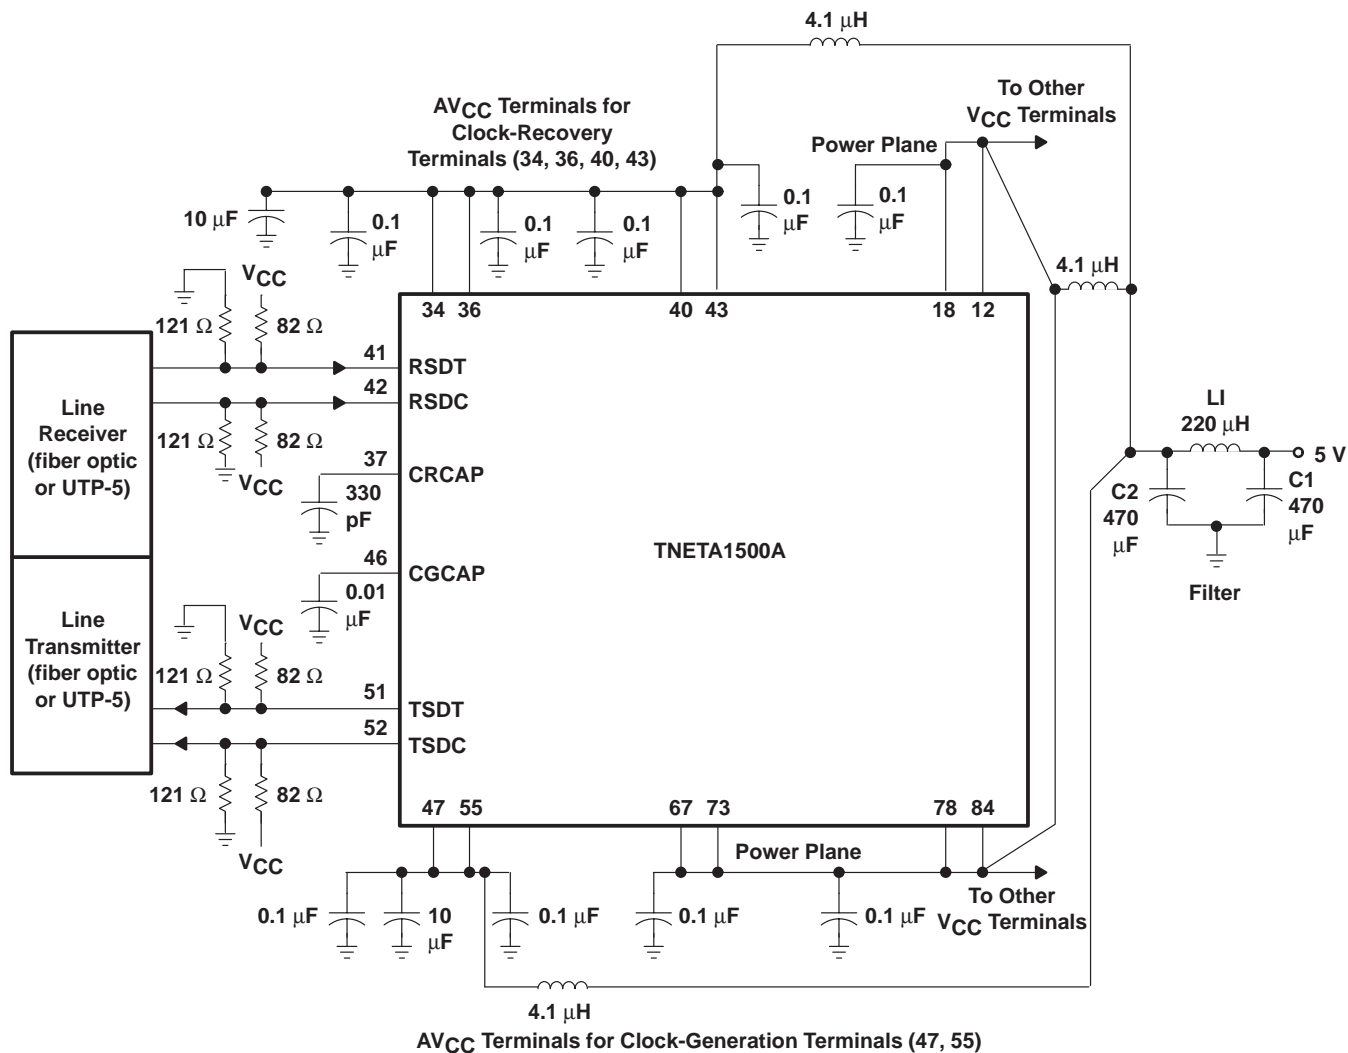 4.1 μH
To Other
VCC Terminals
AVCC Terminals for
Clock-Recovery
Terminals (34, 36, 40, 43)
Power Plane
10 μF
0.1
μF
0.1
μF
0.1
μF
0.1
μF
0.1
μF
4.1 μH
VCC
121 Ω
82 Ω
34
36
40
43
18
12
41
RSDT
42
RSDC
Line
Receiver
(fiber optic
or UTP-5)
121 Ω
82 Ω
VCC
37
CRCAP
330
pF
LI
220 μH
5 V
C2
470
μF
C1
470
μF
Filter
TNETA1500A
46
CGCAP
0.01
μF
Line
Transmitter
(fiber optic
or UTP-5)
VCC
121 Ω
82 Ω
51
TSDT
52
TSDC
121 Ω
82 Ω
VCC
47
55
67
73
78
84
Power Plane
0.1 μF
10
μF
0.1 μF
0.1 μF
0.1 μF
To Other
VCC Terminals
4.1 μH
AVCC Terminals for Clock-Generation Terminals (47, 55)